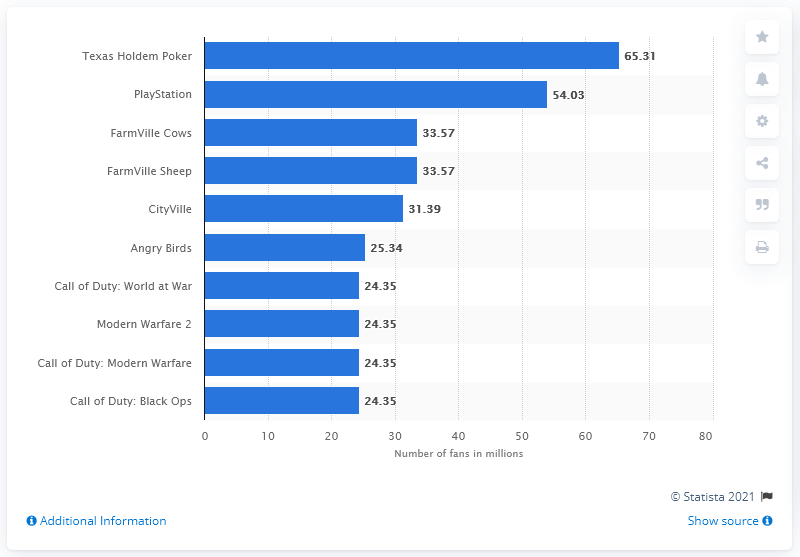 Texas Holdem Poker 65.31
PlayStation 54.03
FarmVille Cows 33.57
FarmVille Sheep 33.57
CityVille 31.39
Angry Birds 25.34
Call of Duty: World at War 24.35
Modern Warfare 2 24.35
Call of Duty: Modern Warfare 24.35
Call of Duty: Black Ops 24.35
0 10 20 30 40 50 60 70 80
Number of fans in millions
© Statista 2021
Additional Information
Show source